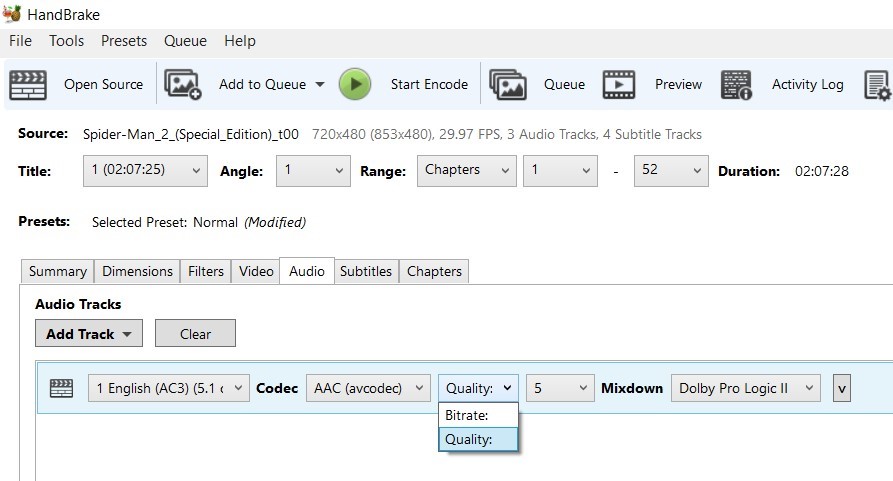 HandBrake
File Tools Presets Queue Help
Open Source Add to Queue Start Encode Queue Preview Activity Log
Source: Spider-Man_2_(Special_Edition)_t00 720x480 (853x480), 29.97 FPS, 3 Audio Tracks, 4 Subtitle Tracks
Title: 1 (02:07:25) Angle: 1 Range: Chapters 1 - 52 Duration: 02:07:28
Presets: Selected Preset: Normal (Modified)
Summary Dimensions Filters Video Audio Subtitles Chapters
Audio Tracks
Add Track Clear
1 English (AC3) (5.1 c Codec AAC (avcodec) Quality: 5 Mixdown Dolby Pro Logic II v
Bitrate:
Quality: